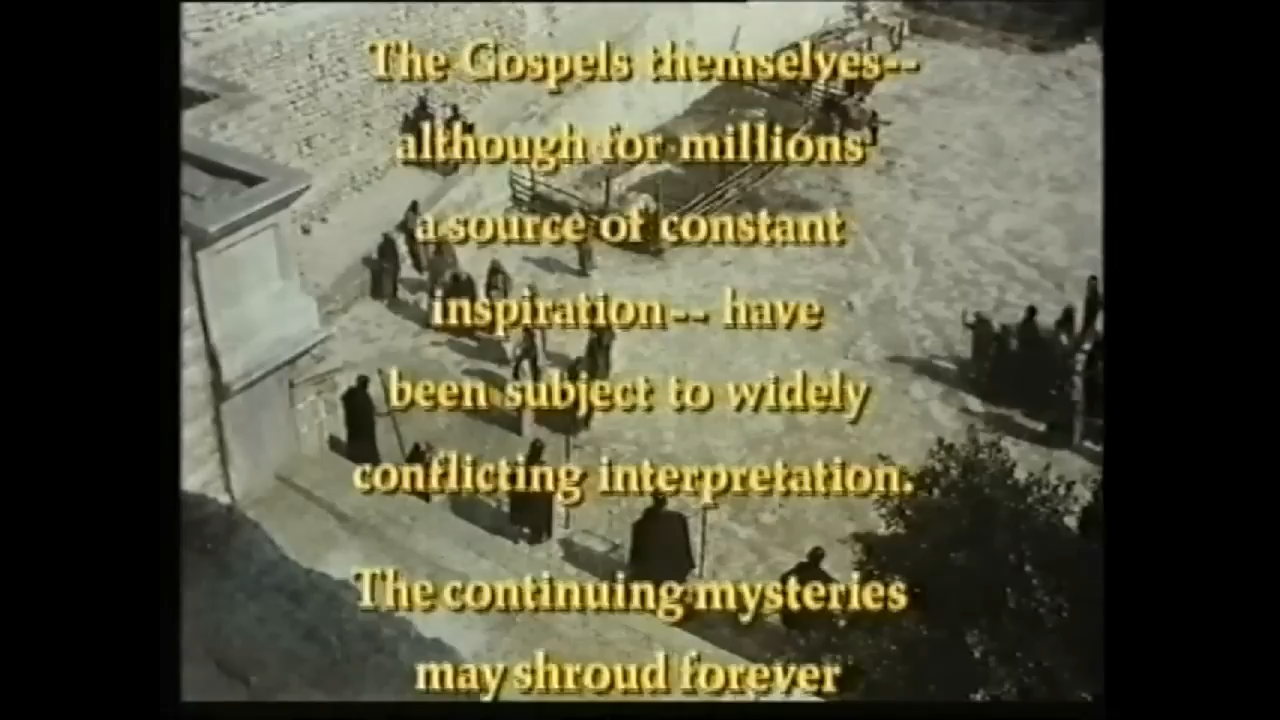 The Gospels themselves--
although for millions
a source of constant
inspiration-- have
been subject to widely
conflicting interpretation.
The continuing mysteries
may shroud forever